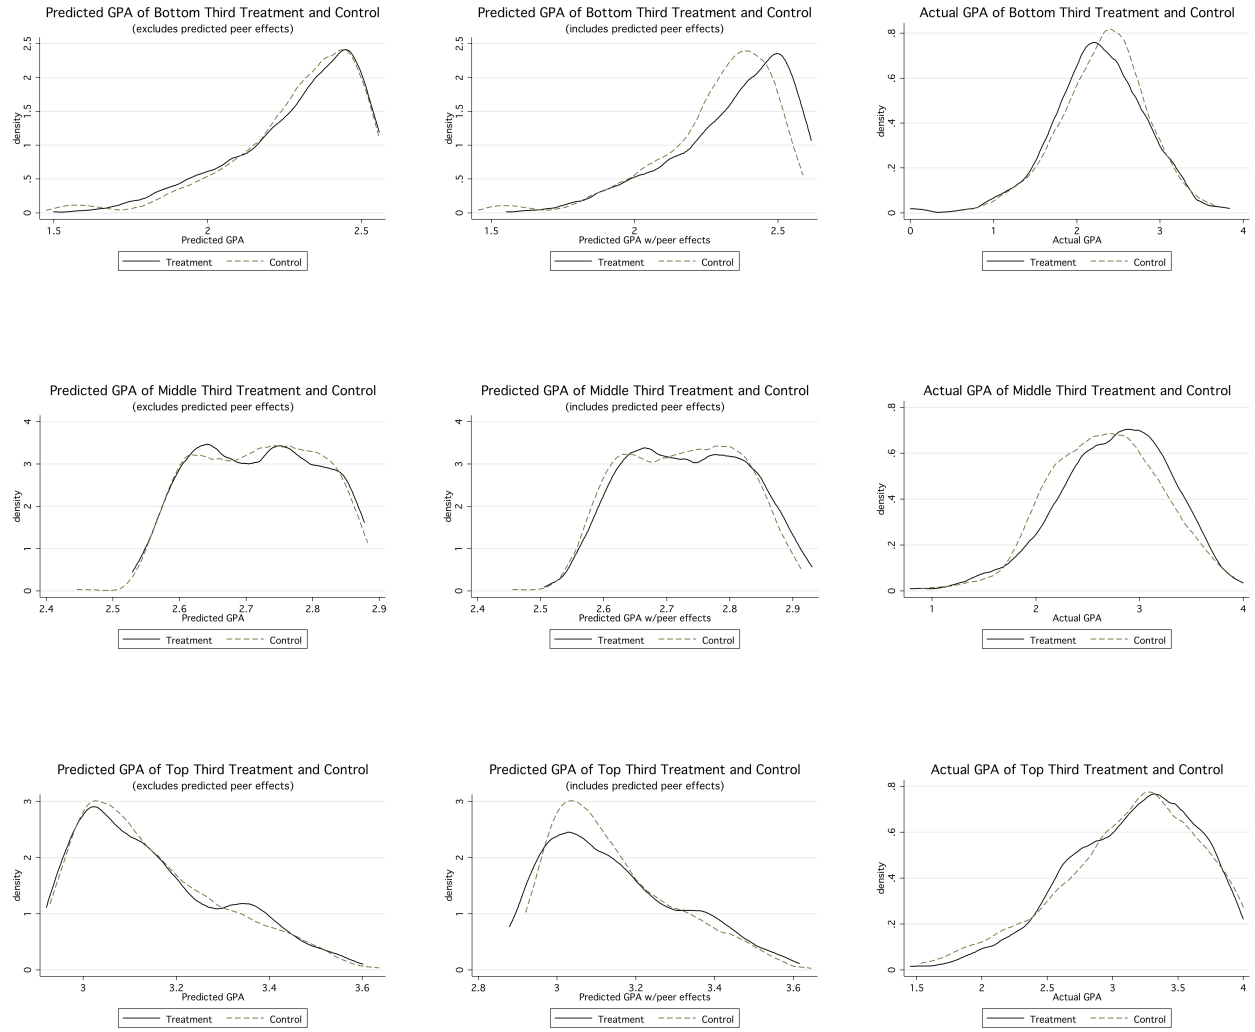 Predicted GPA of Bottom Third Treatment and Control
(excludes predicted peer effects)
density
0 .5 1 1.5 2 2.5
1.5 2 2.5
Predicted GPA
Treatment Control
Predicted GPA of Bottom Third Treatment and Control
(includes predicted peer effects)
density
0 .5 1 1.5 2 2.5
1.5 2 2.5
Predicted GPA w/peer effects
Treatment Control
Actual GPA of Bottom Third Treatment and Control
density
0 .2 .4 .6 .8
0 1 2 3 4
Actual GPA
Treatment Control
Predicted GPA of Middle Third Treatment and Control
(excludes predicted peer effects)
density
0 1 2 3 4
2.4 2.5 2.6 2.7 2.8 2.9
Predicted GPA
Treatment Control
Predicted GPA of Middle Third Treatment and Control
(includes predicted peer effects)
density
0 1 2 3 4
2.4 2.5 2.6 2.7 2.8 2.9
Predicted GPA w/peer effects
Treatment Control
Actual GPA of Middle Third Treatment and Control
density
0 .2 .4 .6 .8
1 2 3 4
Actual GPA
Treatment Control
Predicted GPA of Top Third Treatment and Control
(excludes predicted peer effects)
density
0 1 2 3
3 3.2 3.4 3.6
Predicted GPA
Treatment Control
Predicted GPA of Top Third Treatment and Control
(includes predicted peer effects)
density
0 1 2 3
2.8 3 3.2 3.4 3.6
Predicted GPA w/peer effects
Treatment Control
Actual GPA of Top Third Treatment and Control
density
0 .2 .4 .6 .8
1.5 2 2.5 3 3.5 4
Actual GPA
Treatment Control